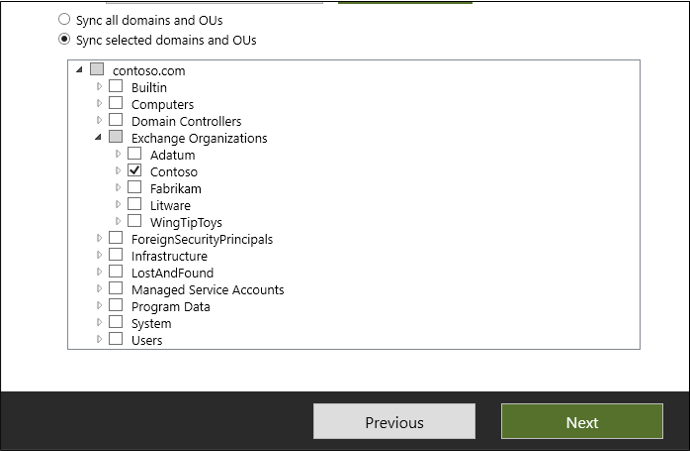 Sync all domains and OUs
Sync selected domains and OUs
contoso.com
Builtin
Computers
Domain Controllers
Exchange Organizations
Adatum
Contoso
Fabrikam
Litware
WingTipToys
ForeignSecurityPrincipals
Infrastructure
LostAndFound
Managed Service Accounts
Program Data
System
Users
Previous Next